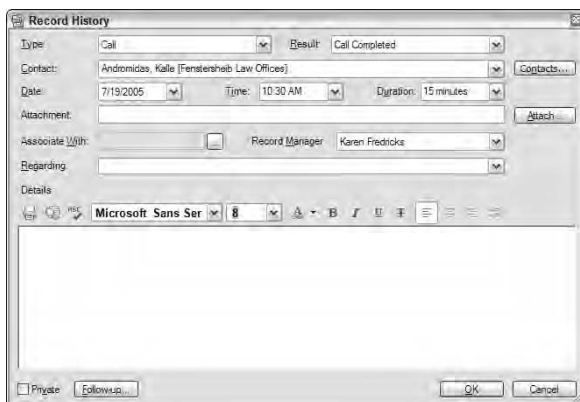 Record History
Type: Call Result: Call Completed
Contact: Andromidas, Kalle [Fenstersheib Law Offices] Contacts...
Date: 7/19/2005 Time: 10:30 AM Duration: 15 minutes
Attachment: Attach
Associate With: ... Record Manager Karen Fredricks
Regarding:
Details
ABC Microsoft Sans Ser 8 A B I U T
Private Follow-up... OK Cancel